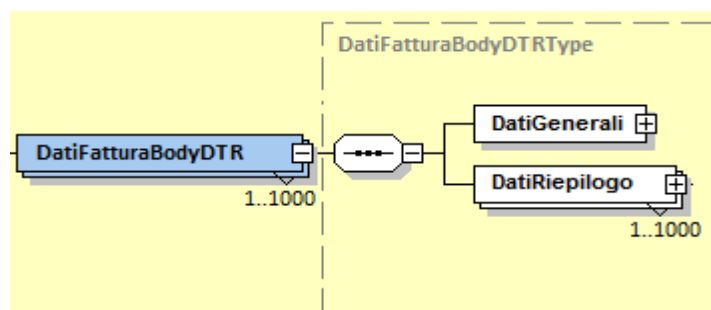 DatiFatturaBodyDTRType
DatiGenerali
DatiFatturaBodyDTR
1..1000
DatiRiepilogo
1..1000